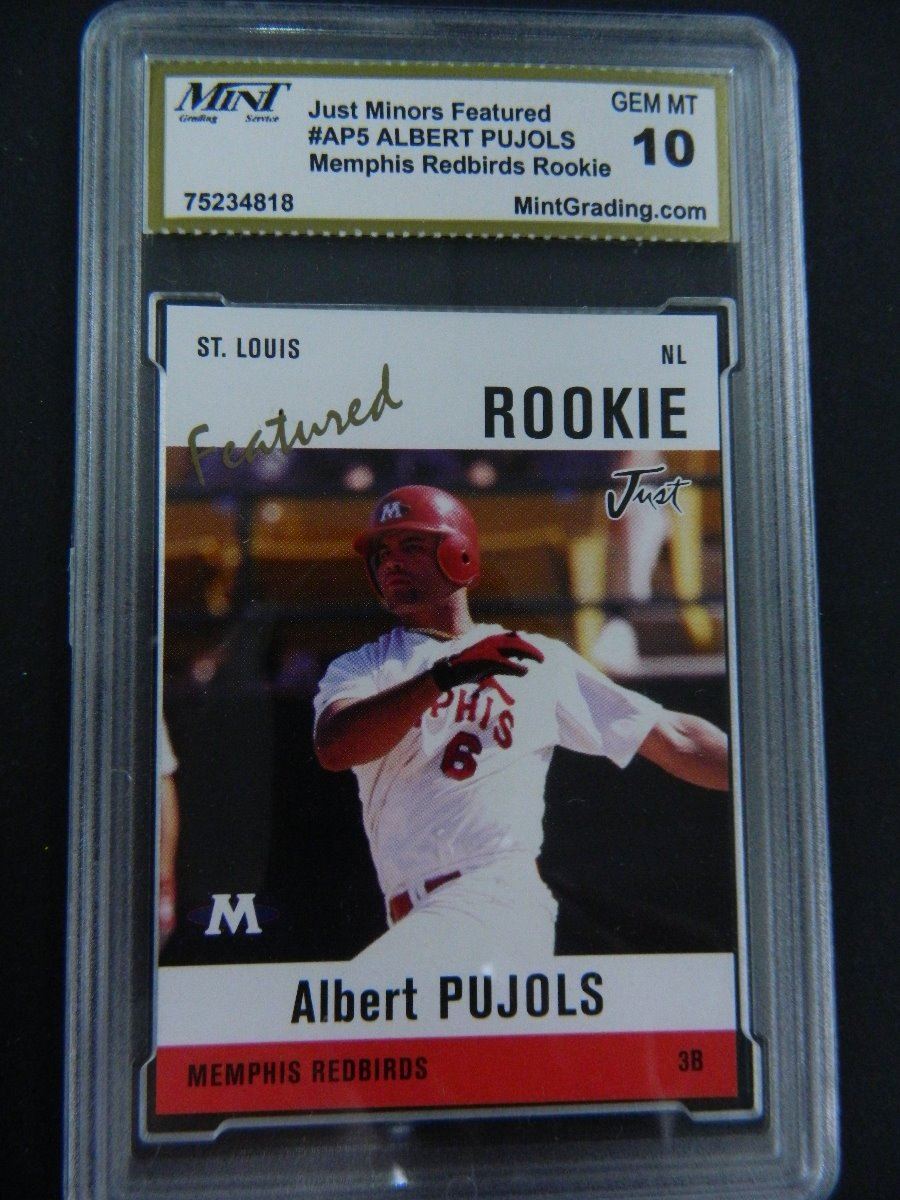 MINT
Grading Service
Just Minors Featured
#AP5 ALBERT PUJOLS
Memphis Redbirds Rookie
GEM MT
10
75234818
MintGrading.com
ST. LOUIS
NL
Featured
ROOKIE
Just
M
PHIS
6
M
Albert PUJOLS
MEMPHIS REDBIRDS
3B